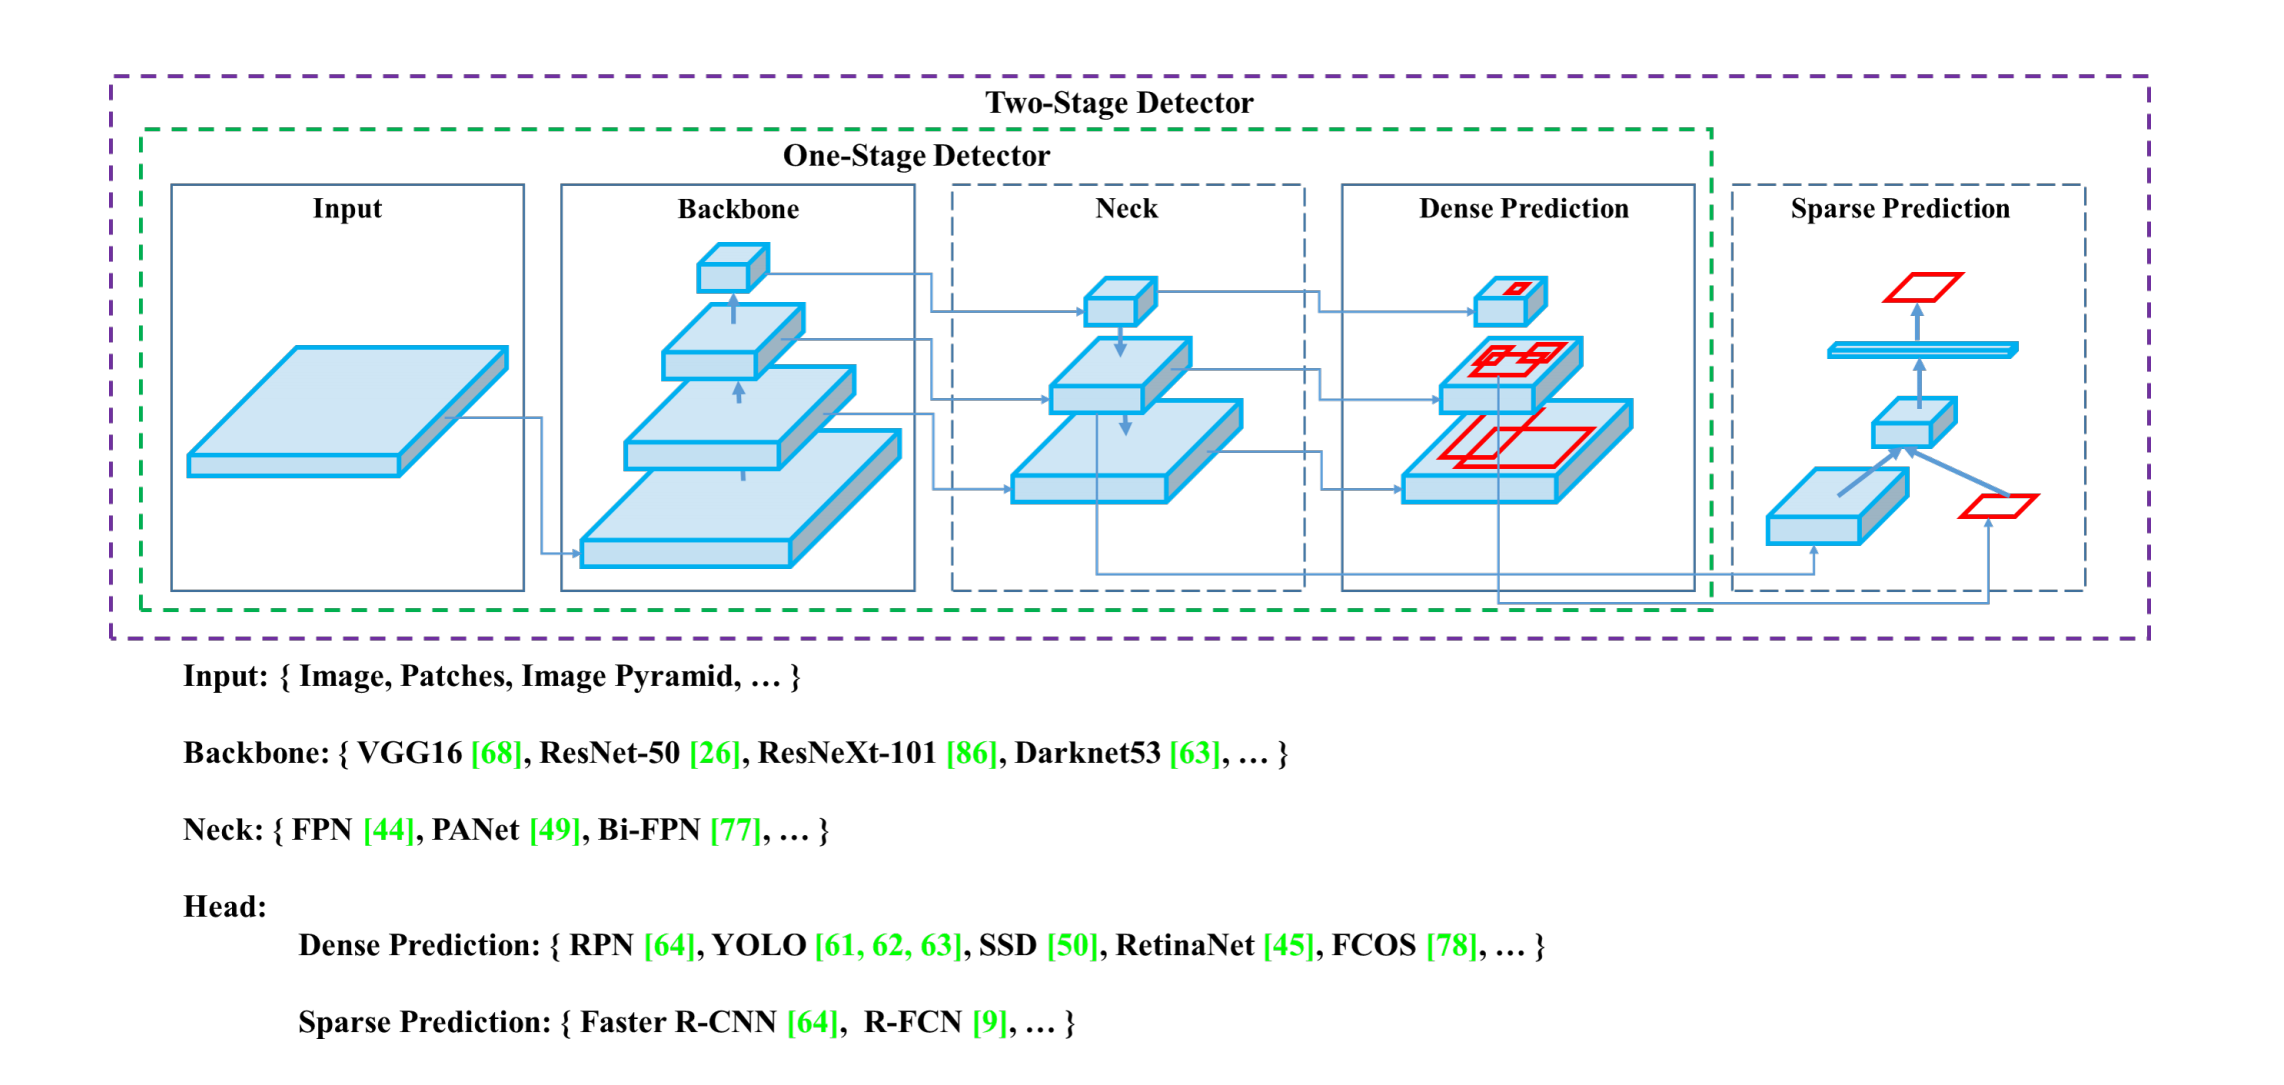 Two-Stage Detector
One-Stage Detector
Input
Backbone
Neck
Dense Prediction
Sparse Prediction
Input: { Image, Patches, Image Pyramid, … }
Backbone: { VGG16 [68], ResNet-50 [26], ResNeXt-101 [86], Darknet53 [63], … }
Neck: { FPN [44], PANet [49], Bi-FPN [77], … }
Head:
Dense Prediction: { RPN [64], YOLO [61, 62, 63], SSD [50], RetinaNet [45], FCOS [78], … }
Sparse Prediction: { Faster R-CNN [64], R-FCN [9], … }